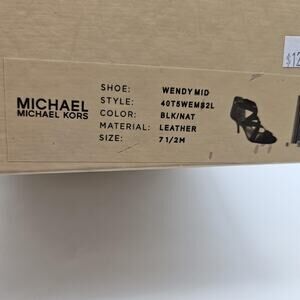 $12
MICHAEL
MICHAEL KORS
SHOE: WENDY MID
STYLE: 40T5WEMS2L
COLOR: BLK/NAT
MATERIAL: LEATHER
SIZE: 7 1/2M